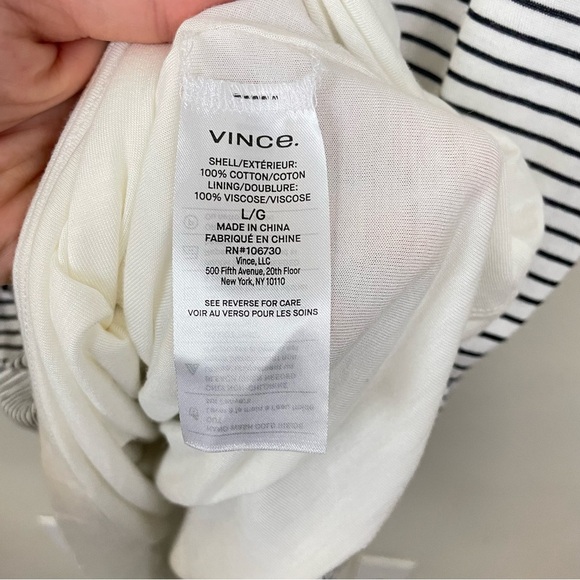 VINCE.
SHELL/EXTÉRIEUR:
100% COTTON/COTON
LINING/DOUBLURE:
100% VISCOSE/VISCOSE
L/G
MADE IN CHINA
FABRIQUÉ EN CHINE
RN#106730
Vince, LLC
500 Fifth Avenue, 20th Floor
New York, NY 10110
SEE REVERSE FOR CARE
VOIR AU VERSO POUR LES SOINS